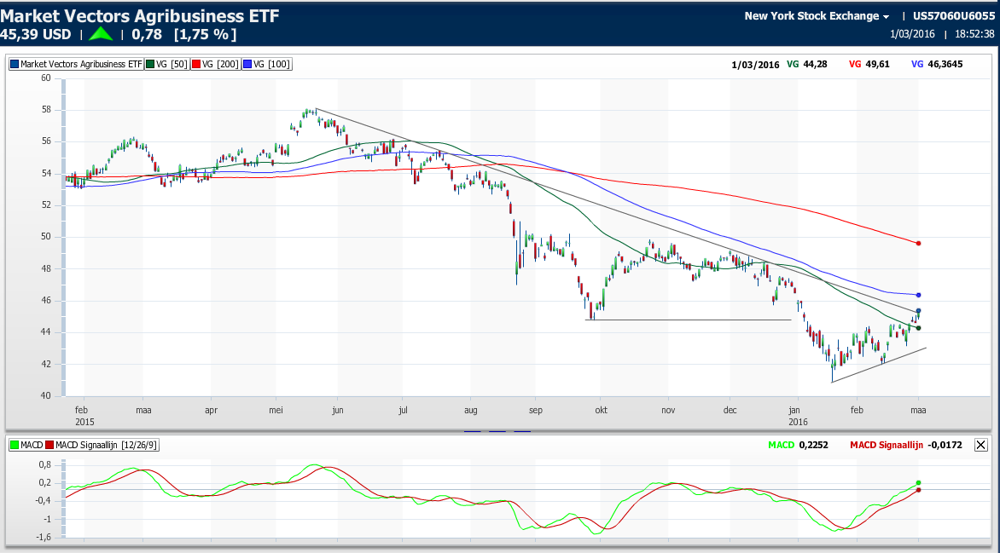 Market Vectors Agribusiness ETF
New York Stock Exchange | US57060U6055
45,39 USD | | 0,78 [1,75 %]
1/03/2016 | 18:52:38
Market Vectors Agribusiness ETF VG [50] VG [200] VG [100]
1/03/2016 VG 44,28 VG 49,61 VG 46,3645
60
58
56
54
52
50
48
46
44
42
40
feb maa apr mei jun jul aug sep okt nov dec jan feb maa
2015 2016
MACD MACD Signaallijn [12/26/9]
MACD 0,2252 MACD Signaallijn -0,0172
0,8
0,2
-0,4
-1
-1,6